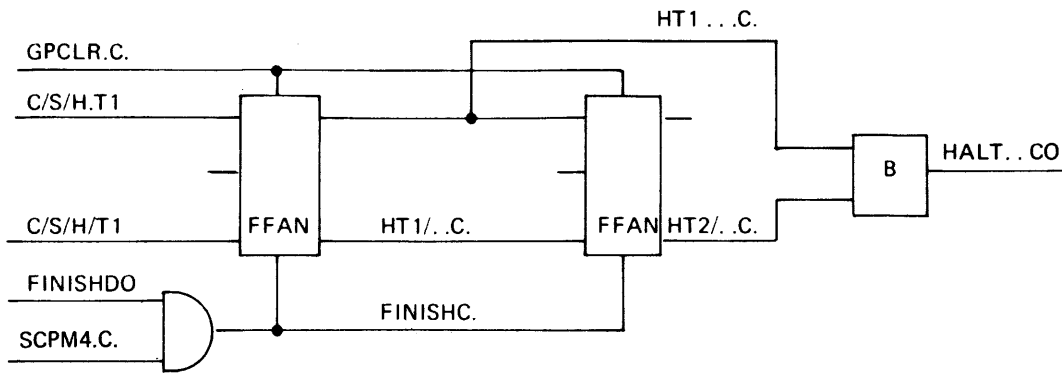 HT1 . . . C.
GPCLR.C.
C/S/H.T1
B
HALT . . CO
C/S/H/T1
FFAN
HT1/. .C.
FFAN
HT2/. .C.
FINISHDO
FINISHC.
SCPM4.C.